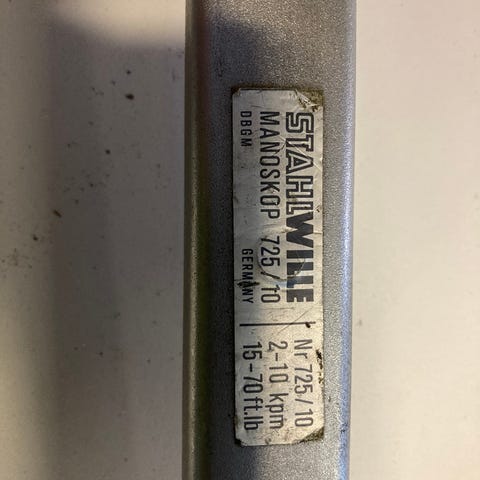 STAHLWILLE
MANOSKOP 725/10
DBGM GERMANY
Nr 725/10
2-10 kpm
15-70 ft.lb